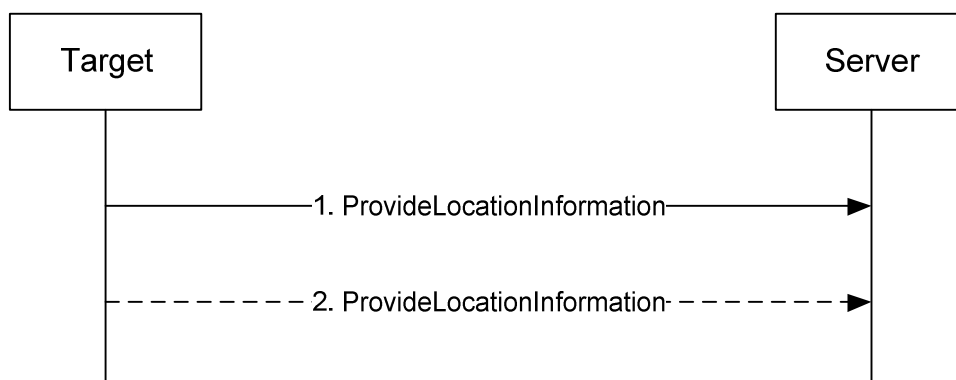 Target
Server
1. ProvideLocationInformation
2. ProvideLocationInformation